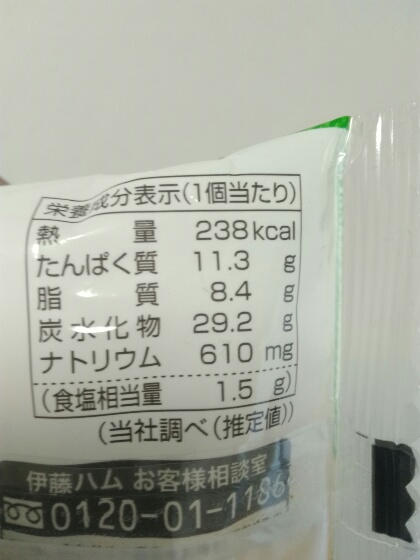 栄養成分表示(1個当たり)
熱量 238kcal
たんぱく質 11.3 g
脂質 8.4 g
炭水化物 29.2 g
ナトリウム 610 mg
(食塩相当量 1.5 g)
(当社調べ(推定値))
伊藤ハム お客様相談室
0120-01-1186